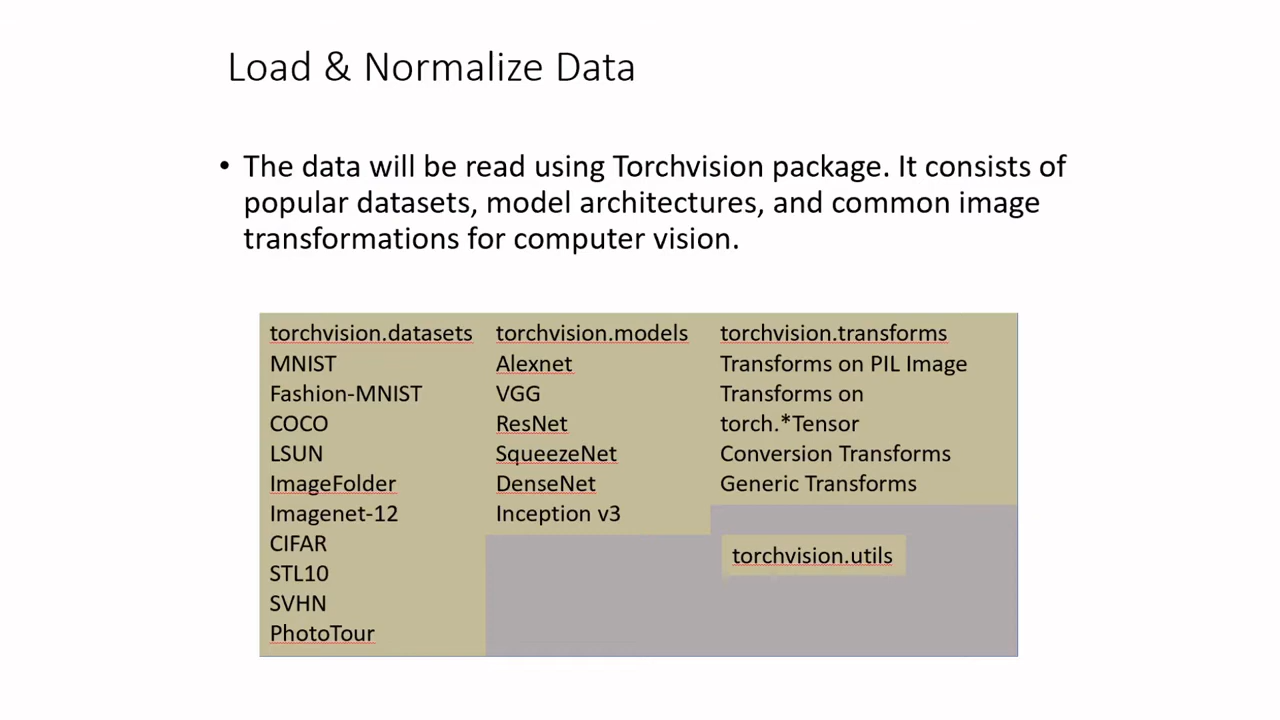 Load & Normalize Data
• The data will be read using Torchvision package. It consists of
popular datasets, model architectures, and common image
transformations for computer vision.
torchvision.datasets
MNIST
Fashion-MNIST
COCO
LSUN
ImageFolder
Imagenet-12
CIFAR
STL10
SVHN
PhotoTour
torchvision.models
Alexnet
VGG
ResNet
SqueezeNet
DenseNet
Inception v3
torchvision.transforms
Transforms on PIL Image
Transforms on
torch.*Tensor
Conversion Transforms
Generic Transforms
torchvision.utils